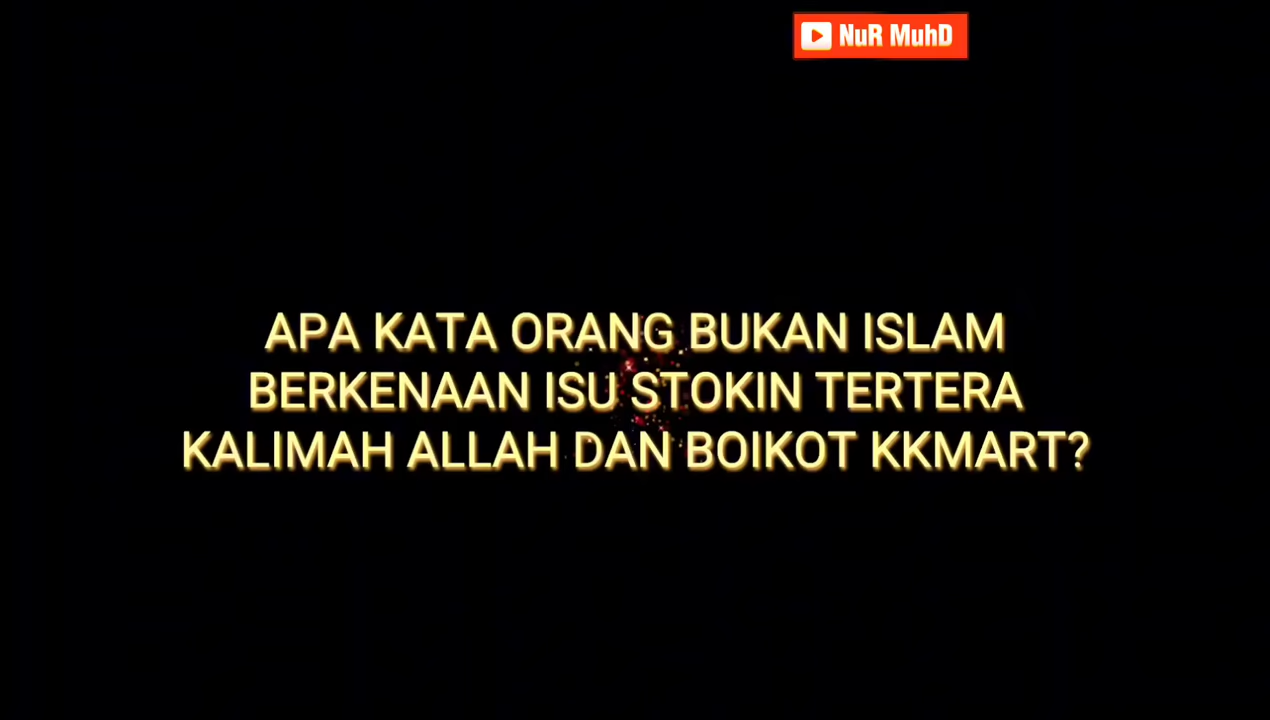 NuR MuhD
APA KATA ORANG BUKAN ISLAM
BERKENAAN ISU STOKIN TERTERA
KALIMAH ALLAH DAN BOIKOT KKMART?